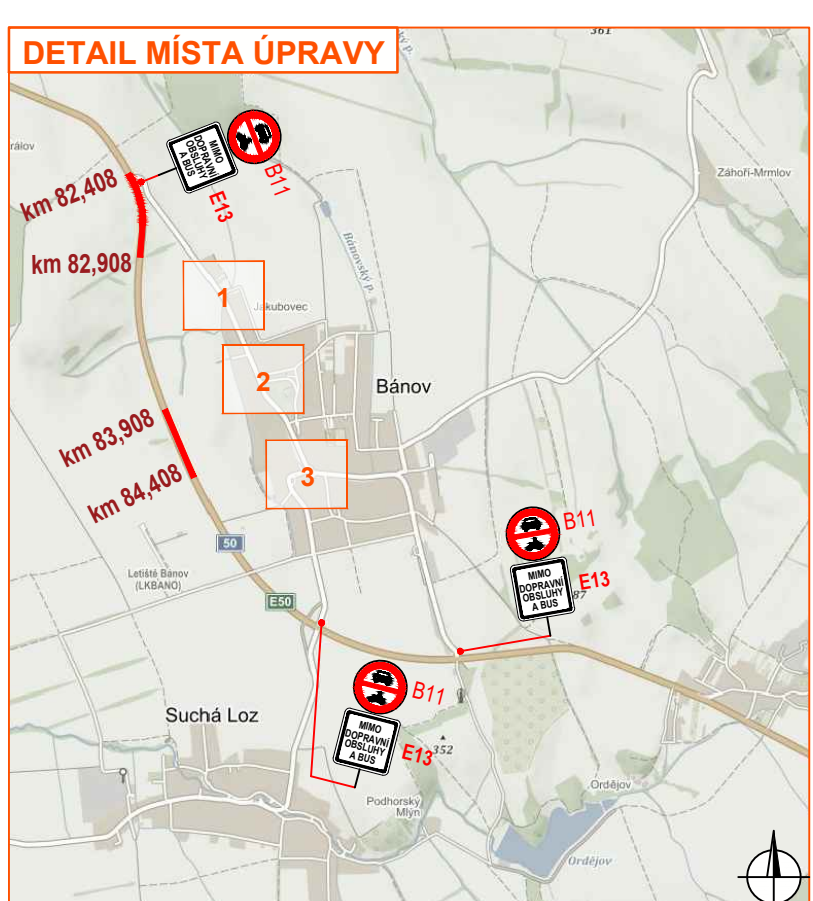 DETAIL MÍSTA ÚPRAVY
361
rálov
MIMO
DOPRAVNÍ
OBSLUHY
A BUS
B11
E13
Záhoří-Mrmlov
km 82,408
km 82,908
Bánovský p.
1
Jakubovec
2
Bánov
km 83,908
3
km 84,408
B11
50
Letiště Bánov
(LKBANO)
MIMO
DOPRAVNÍ
OBSLUHY
A BUS
E13
87
E50
B11
Suchá Loz
MIMO
DOPRAVNÍ
OBSLUHY
A BUS
E13
352
Ordějov
Podhorský
Mlýn
Ordějov